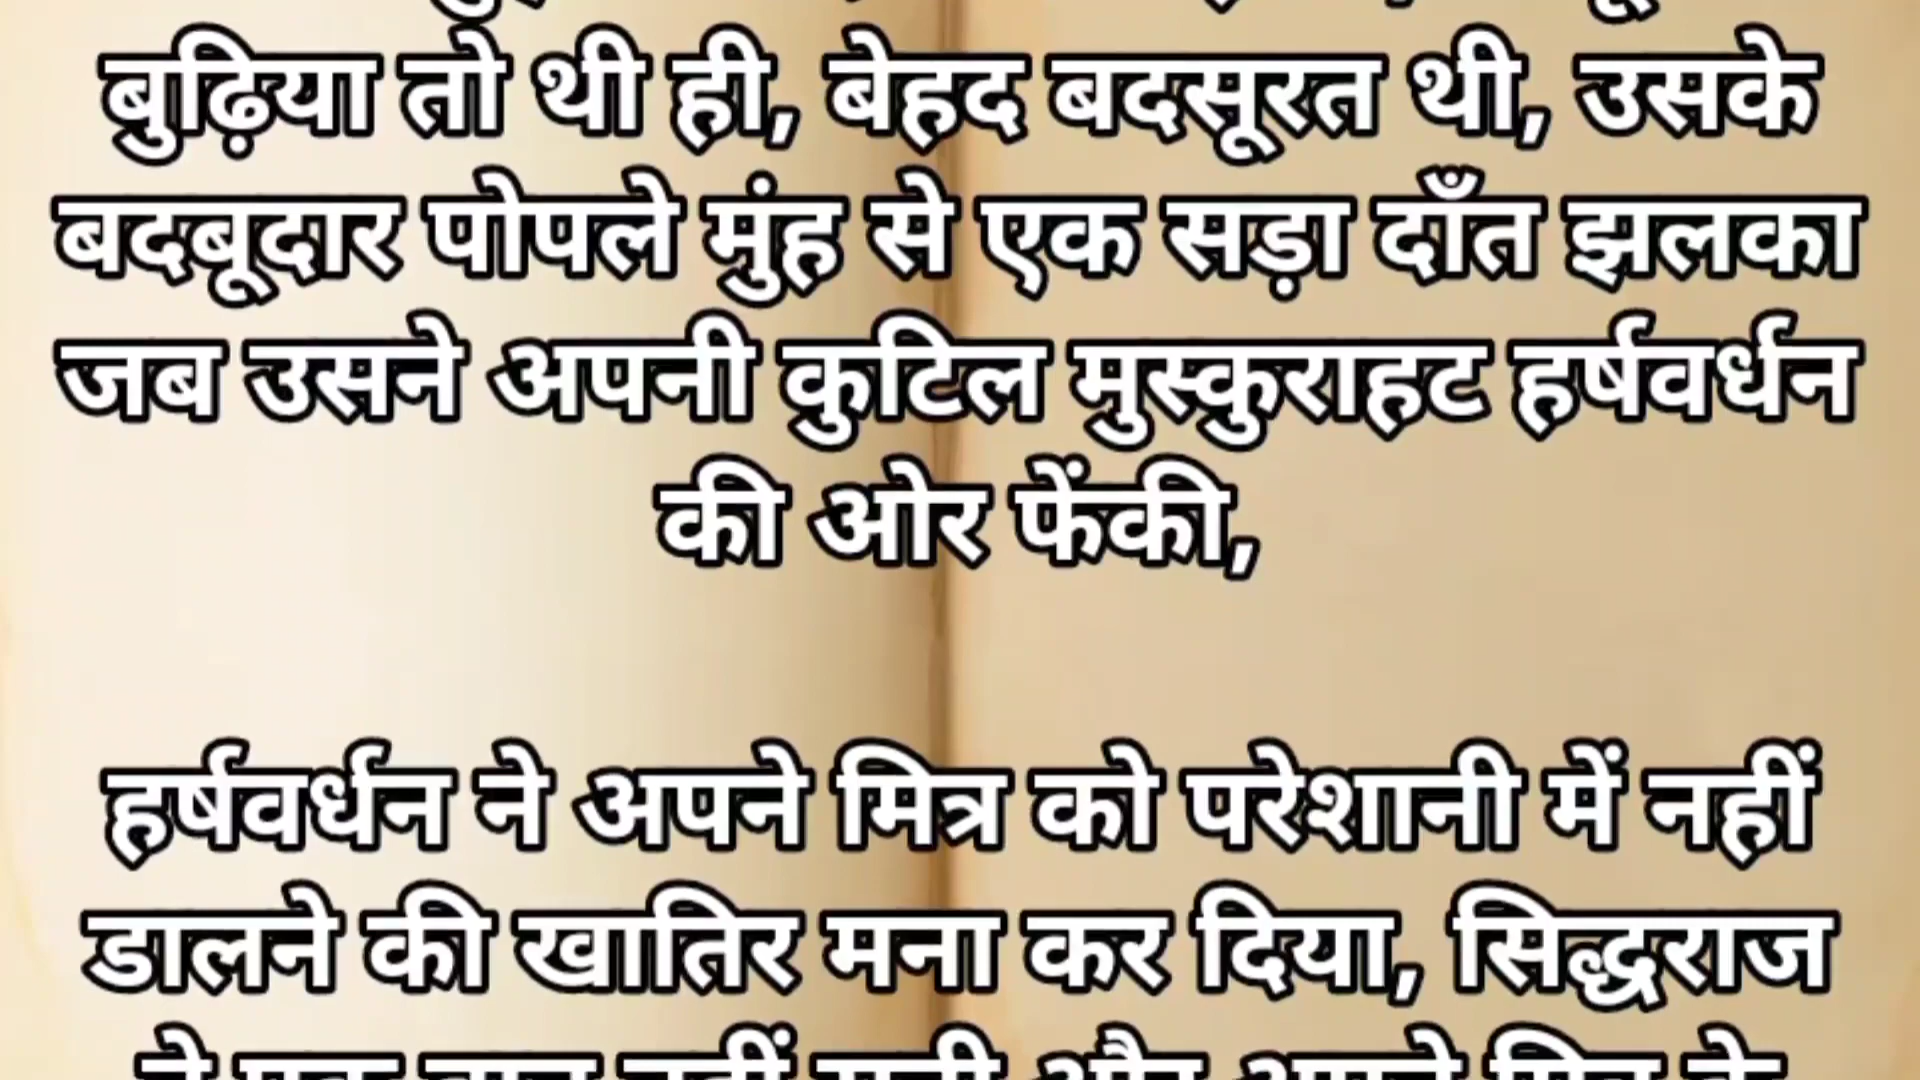 बुढ़िया तो थी ही, बेहद बदसूरत थी, उसके
बदबूदार पोपले मुंह से एक सड़ा दाँत झलका
जब उसने अपनी कुटिल मुस्कुराहट हर्षवर्धन
की ओर फेंकी,
हर्षवर्धन ने अपने मित्र को परेशानी में नहीं
डालने की खातिर मना कर दिया, सिद्धराज